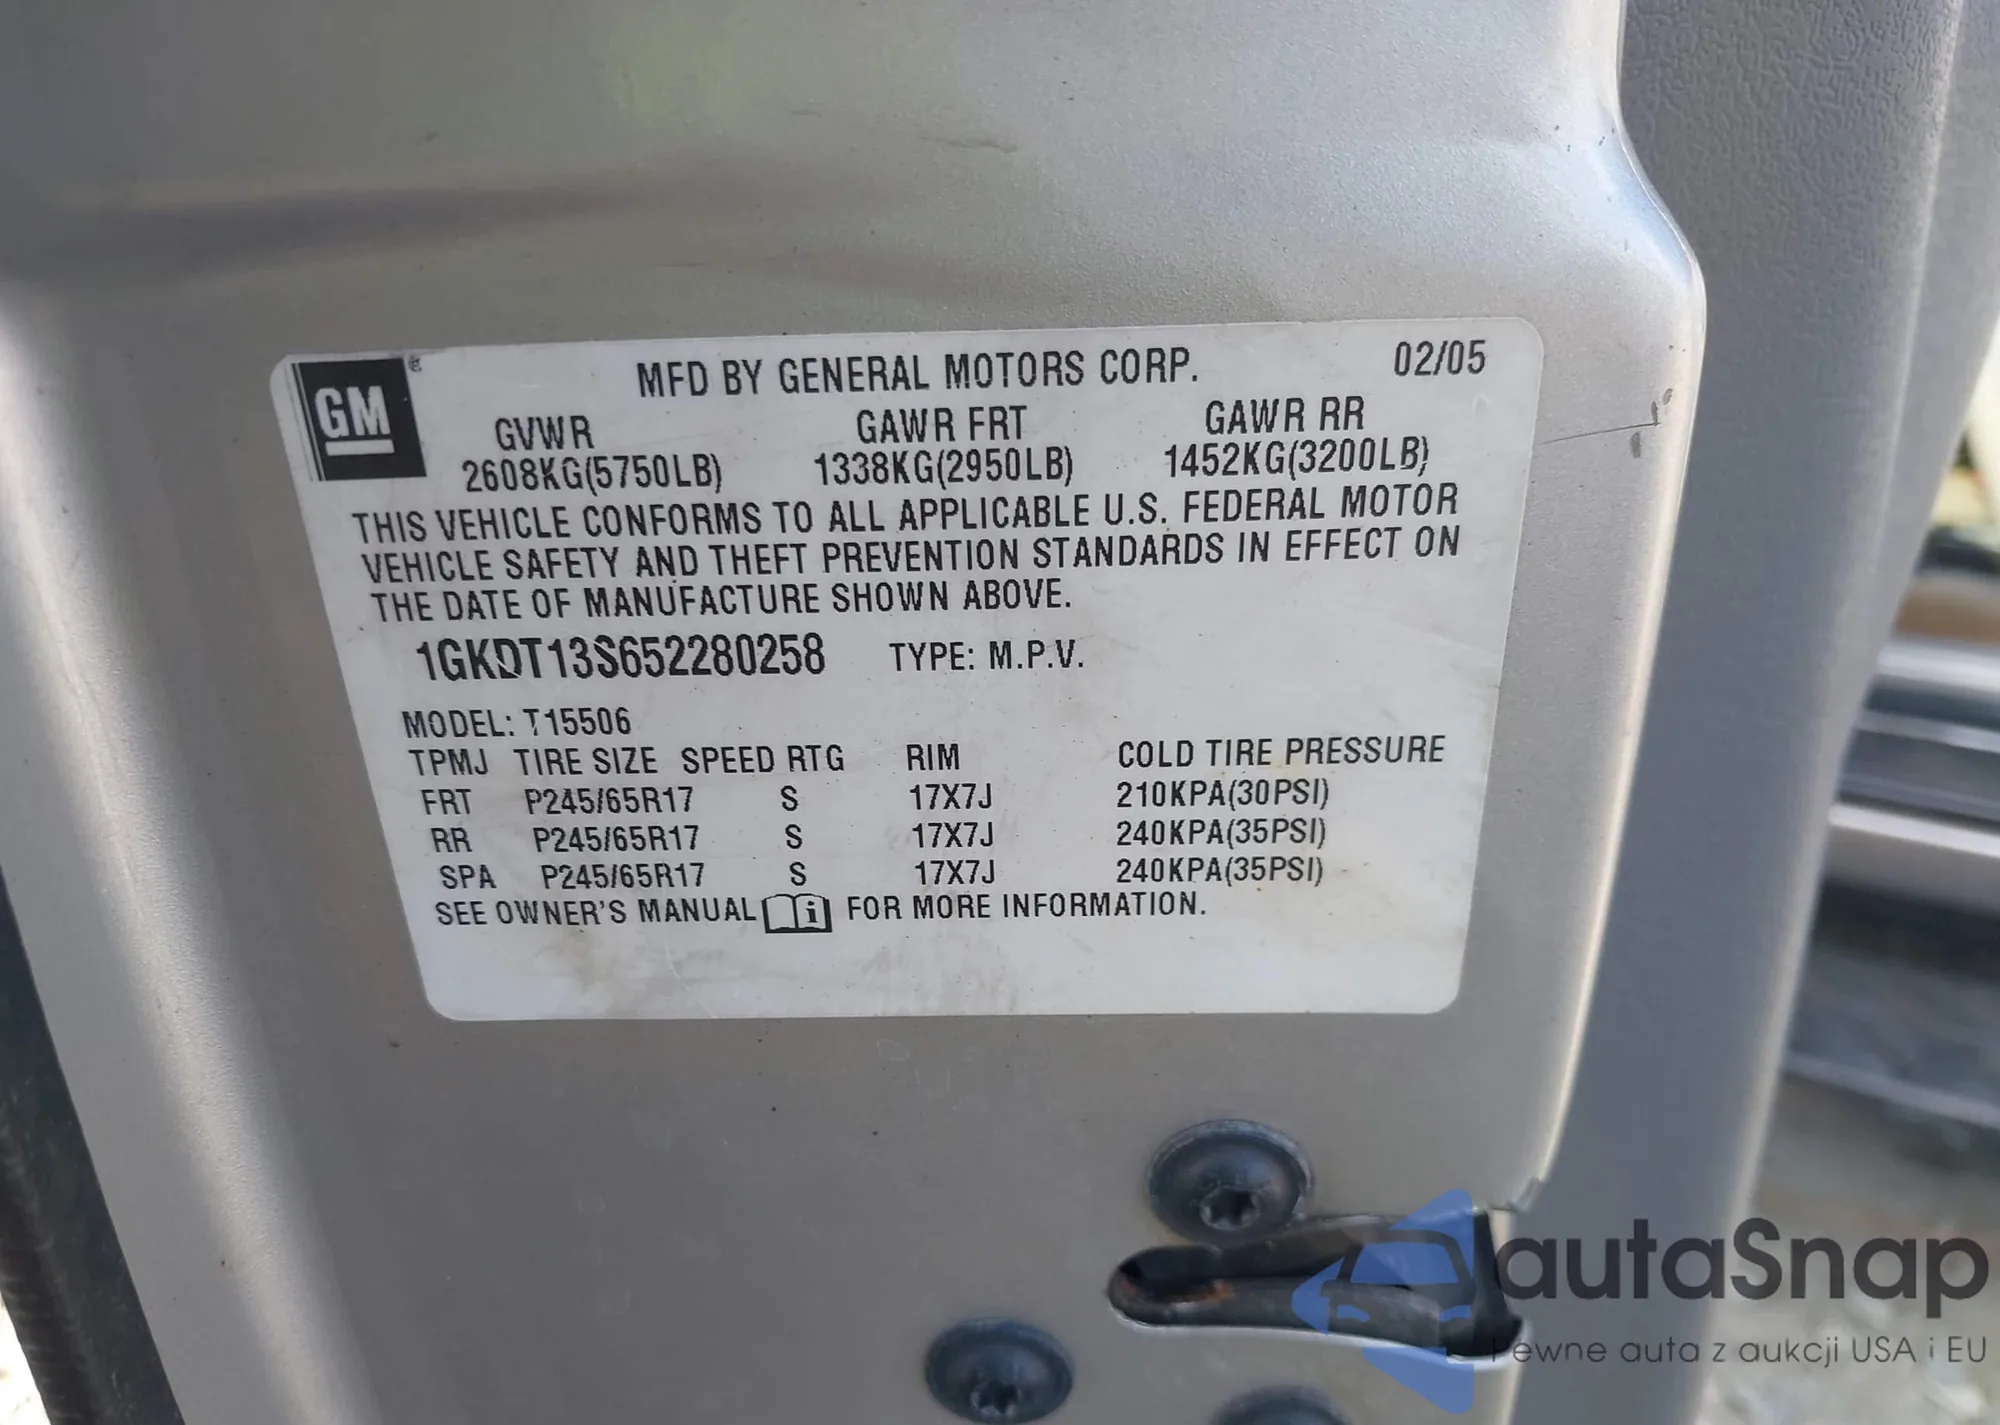 GM
MFD BY GENERAL MOTORS CORP. 02/05
GVWR GAWR FRT GAWR RR
2608KG(5750LB) 1338KG(2950LB) 1452KG(3200LB)
THIS VEHICLE CONFORMS TO ALL APPLICABLE U.S. FEDERAL MOTOR
VEHICLE SAFETY AND THEFT PREVENTION STANDARDS IN EFFECT ON
THE DATE OF MANUFACTURE SHOWN ABOVE.
1GKDT13S652280258 TYPE: M.P.V.
MODEL: T15506
TPMJ TIRE SIZE SPEED RTG RIM COLD TIRE PRESSURE
FRT P245/65R17 S 17X7J 210KPA(30PSI)
RR P245/65R17 S 17X7J 240KPA(35PSI)
SPA P245/65R17 S 17X7J 240KPA(35PSI)
SEE OWNER'S MANUAL i FOR MORE INFORMATION.
autaSnap
Pewne auta z aukcji USA i EU